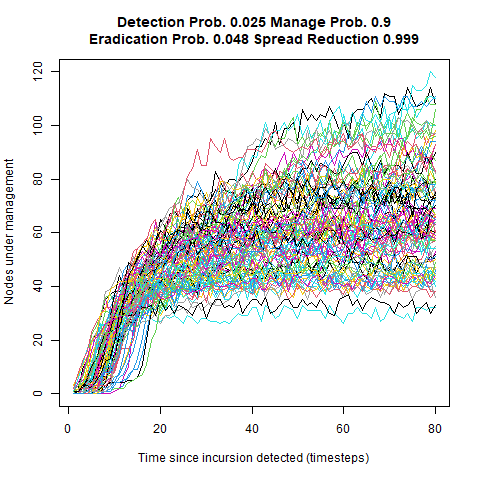 Detection Prob. 0.025 Manage Prob. 0.9
Eradication Prob. 0.048 Spread Reduction 0.999
Nodes under management
120
100
80
60
40
20
0
0 20 40 60 80
Time since incursion detected (timesteps)